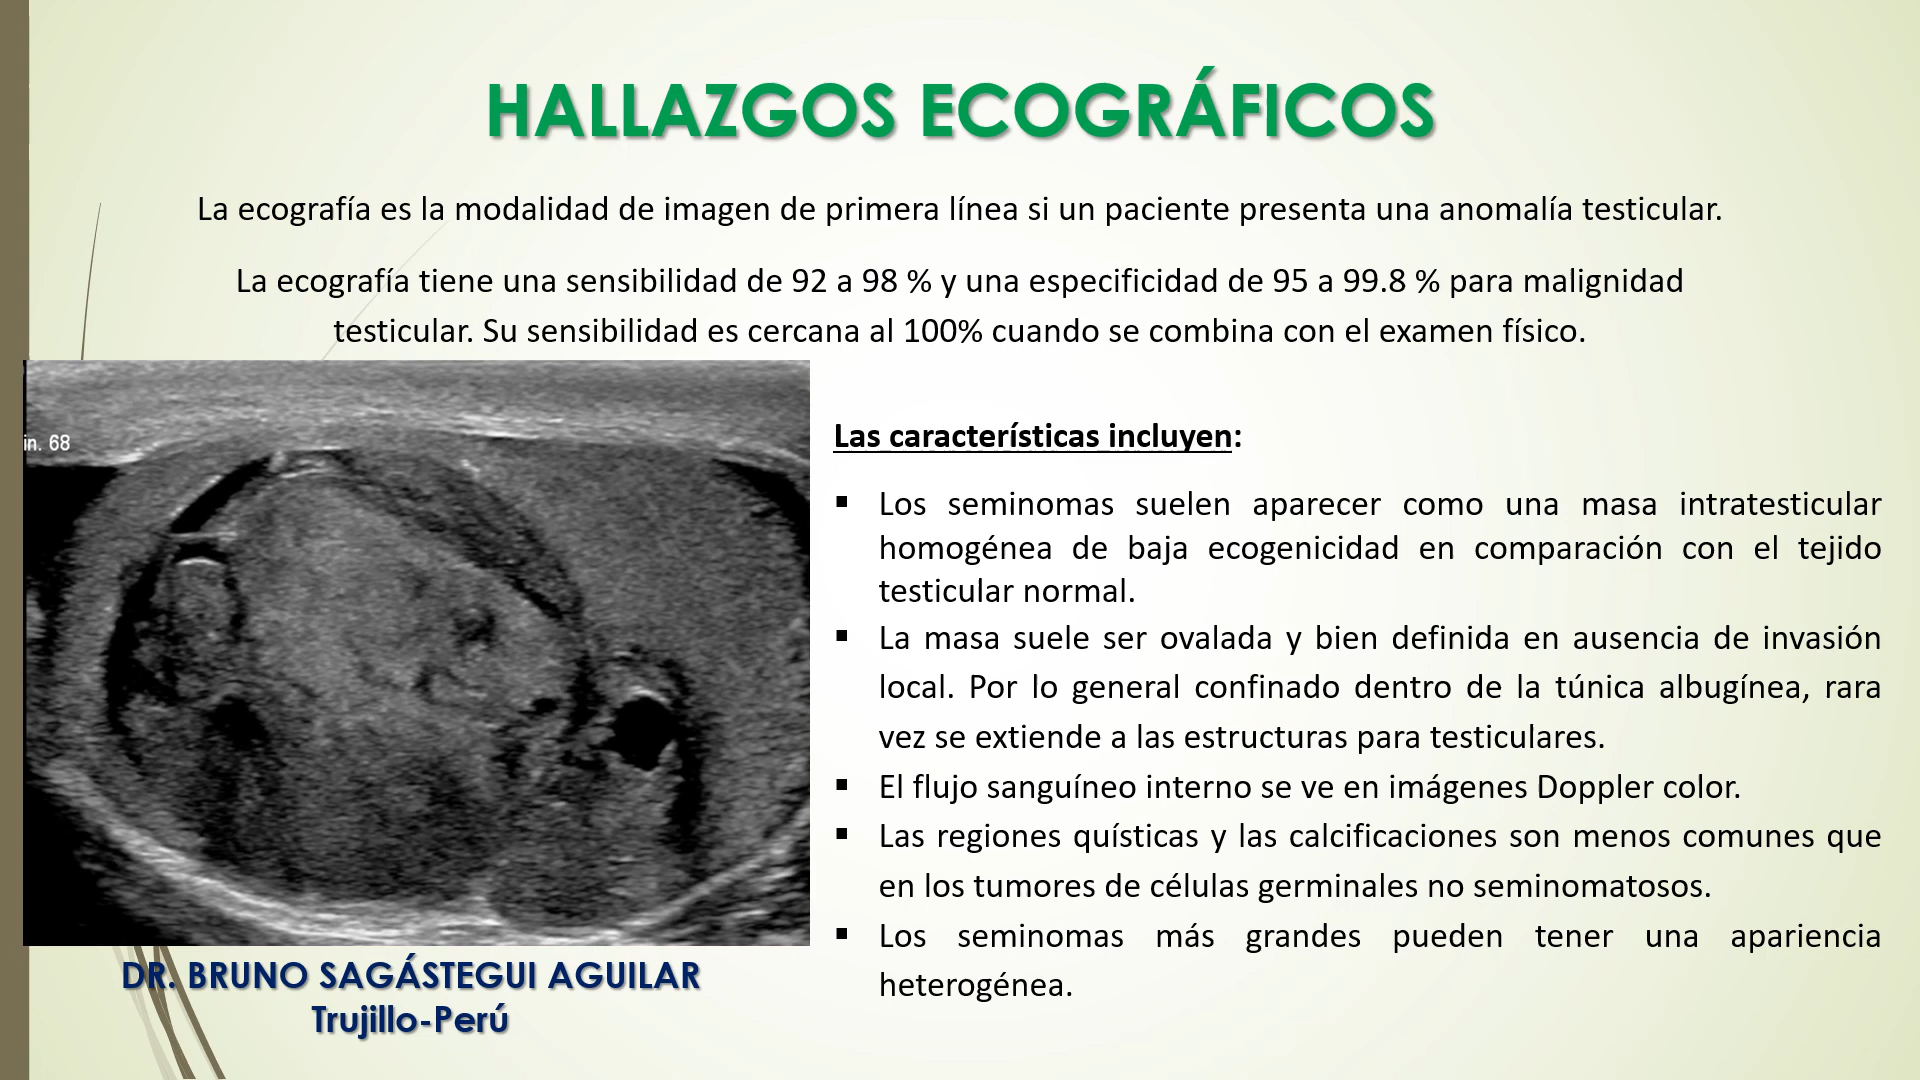 HALLAZGOS ECOGRÁFICOS
La ecografía es la modalidad de imagen de primera línea si un paciente presenta una anomalía testicular.
La ecografía tiene una sensibilidad de 92 a 98 % y una especificidad de 95 a 99.8 % para malignidad
testicular. Su sensibilidad es cercana al 100% cuando se combina con el examen físico.
in. 68
Las características incluyen:
▪ Los seminomas suelen aparecer como una masa intratesticular
homogénea de baja ecogenicidad en comparación con el tejido
testicular normal.
▪ La masa suele ser ovalada y bien definida en ausencia de invasión
local. Por lo general confinado dentro de la túnica albugínea, rara
vez se extiende a las estructuras para testiculares.
▪ El flujo sanguíneo interno se ve en imágenes Doppler color.
▪ Las regiones quísticas y las calcificaciones son menos comunes que
en los tumores de células germinales no seminomatosos.
▪ Los seminomas más grandes pueden tener una apariencia
heterogénea.
DR. BRUNO SAGÁSTEGUI AGUILAR
Trujillo-Perú